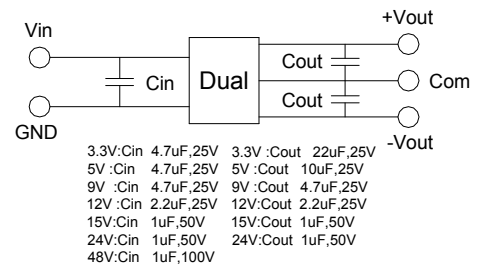 Vin
+Vout
Cout
Cin
Dual
Com
Cout
GND
-Vout
3.3V:Cin 4.7uF,25V 3.3V :Cout 22uF,25V
5V :Cin 4.7uF,25V 5V :Cout 10uF,25V
9V :Cin 4.7uF,25V 9V :Cout 4.7uF,25V
12V :Cin 2.2uF,25V 12V:Cout 2.2uF,25V
15V:Cin 1uF,50V 15V:Cout 1uF,50V
24V:Cin 1uF,50V 24V:Cout 1uF,50V
48V:Cin 1uF,100V